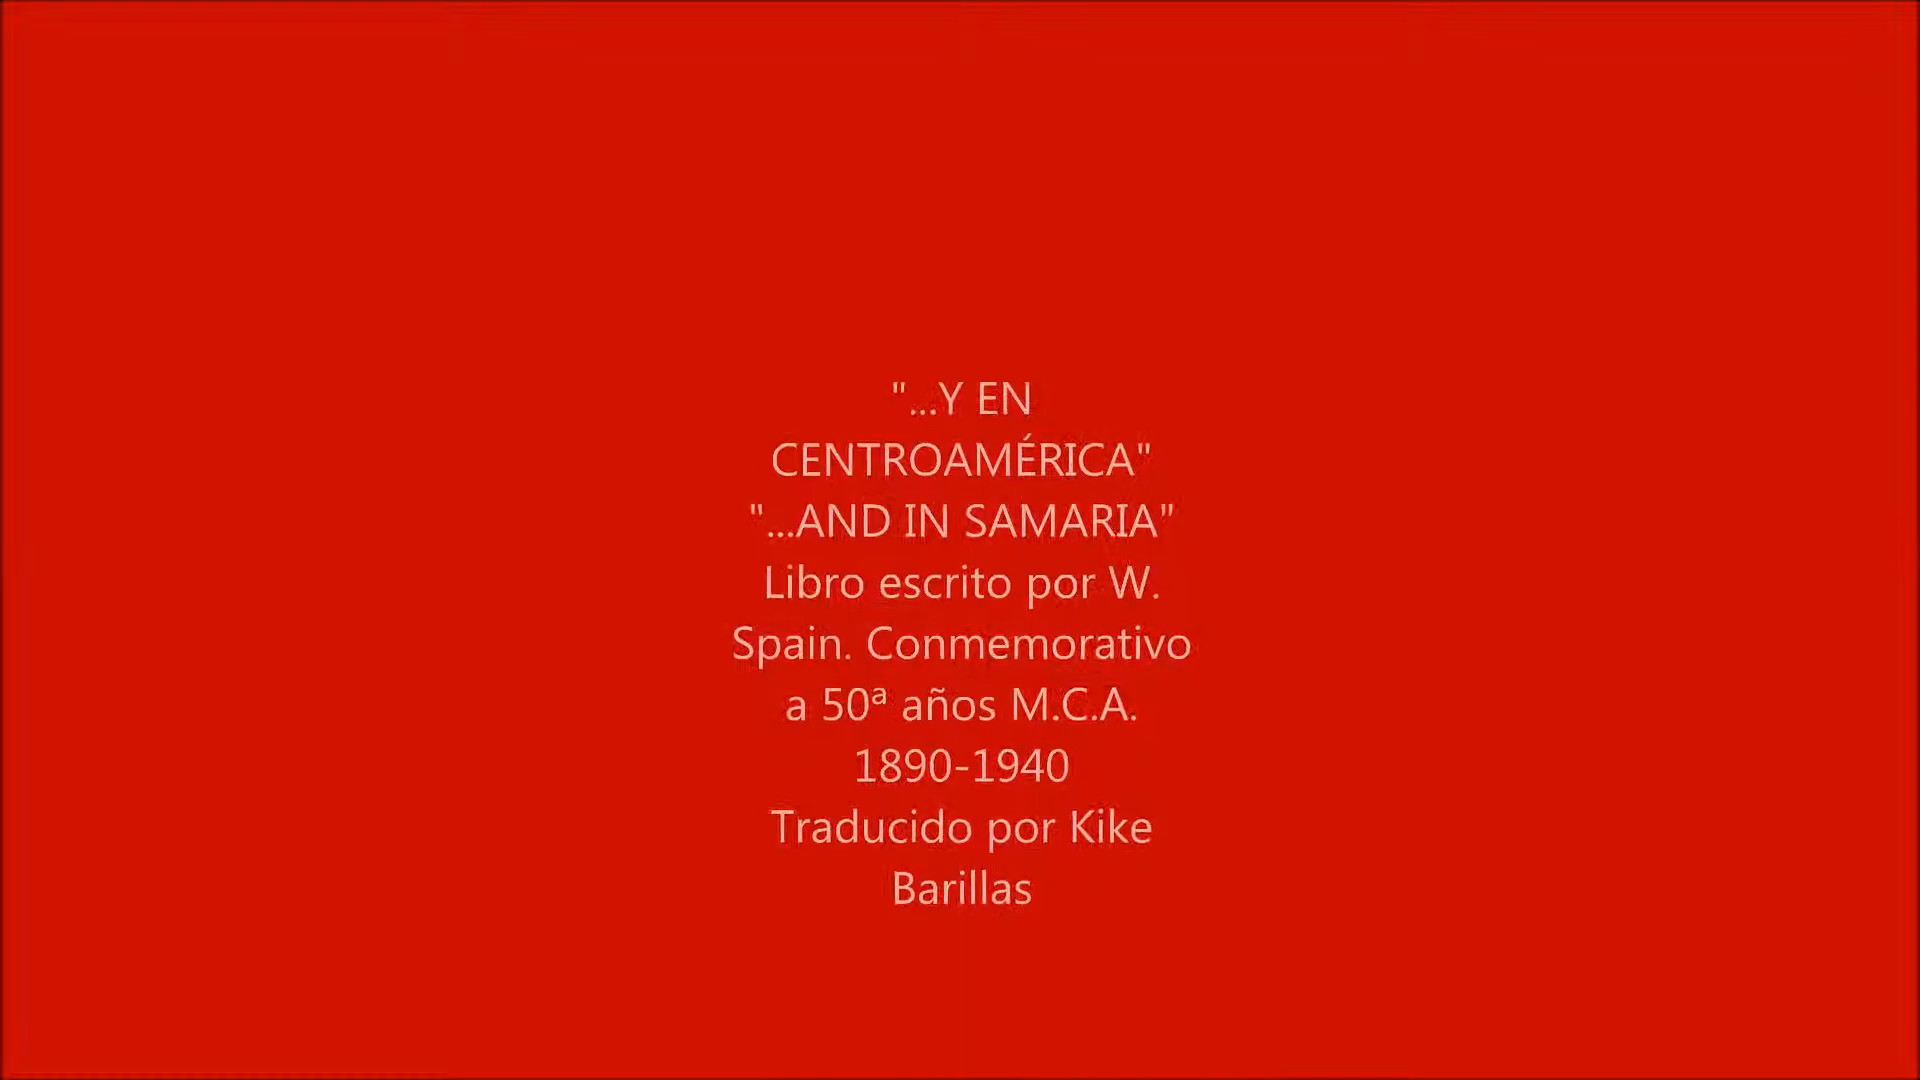 "...Y EN
CENTROAMÉRICA"
"...AND IN SAMARIA"
Libro escrito por W.
Spain. Conmemorativo
a 50ª años M.C.A.
1890-1940
Traducido por Kike
Barillas